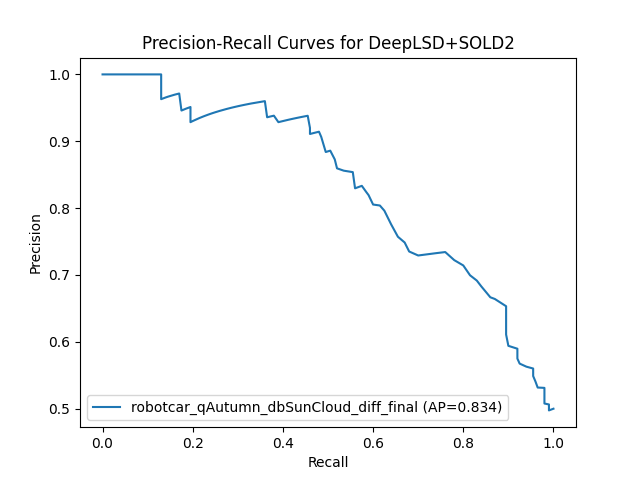 Precision-Recall Curves for DeepLSD+SOLD2
Precision
1.0
0.9
0.8
0.7
0.6
0.5
robotcar_qAutumn_dbSunCloud_diff_final (AP=0.834)
0.0 0.2 0.4 0.6 0.8 1.0
Recall